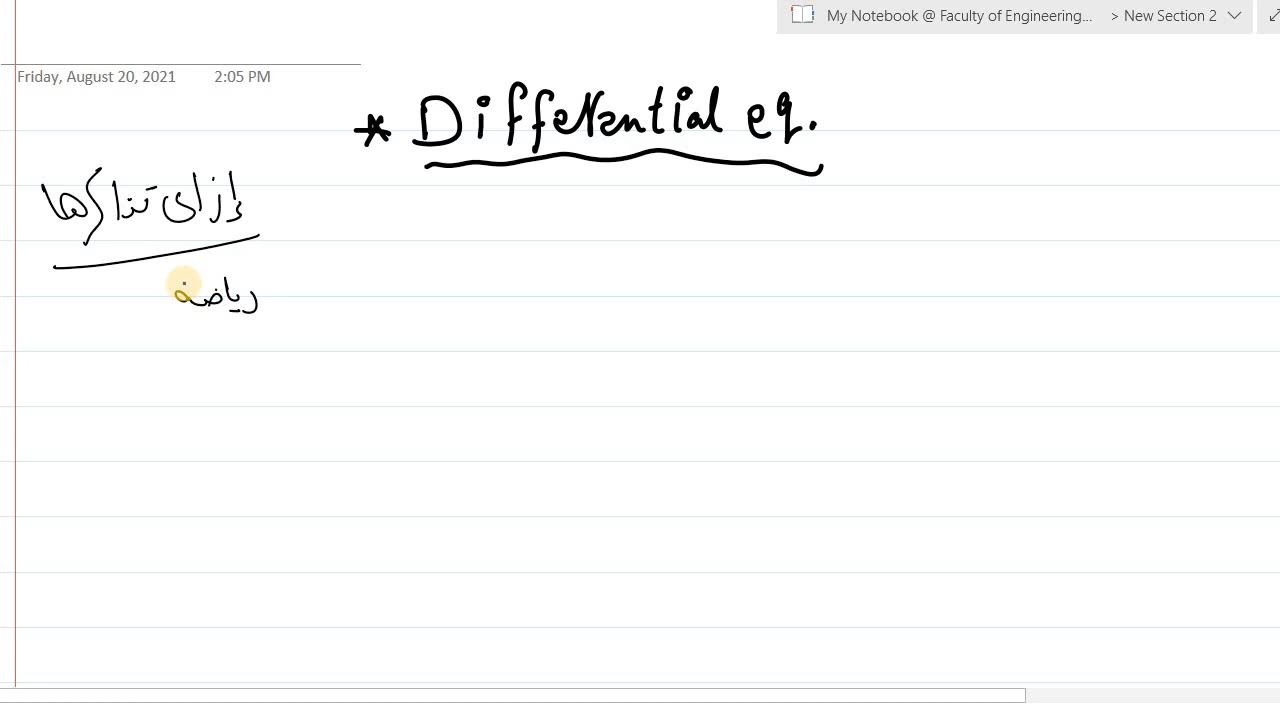 My Notebook @ Faculty of Engineering... > New Section 2
Friday, August 20, 2021 2:05 PM
* Differential eq.
إزاى تذاكرها
رياضة